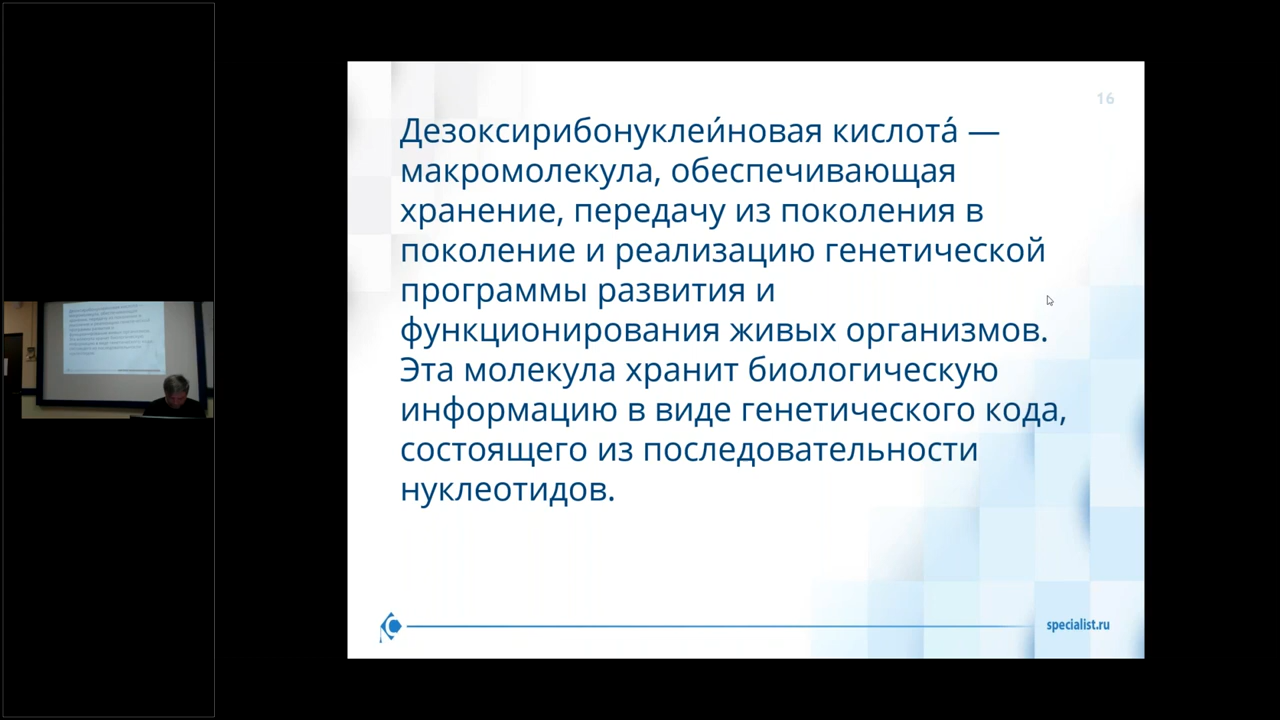 16
Дезоксирибонуклеи́новая кислота́ —
макромолекула, обеспечивающая
хранение, передачу из поколения в
поколение и реализацию генетической
программы развития и
функционирования живых организмов.
Эта молекула хранит биологическую
информацию в виде генетического кода,
состоящего из последовательности
нуклеотидов.
specialist.ru